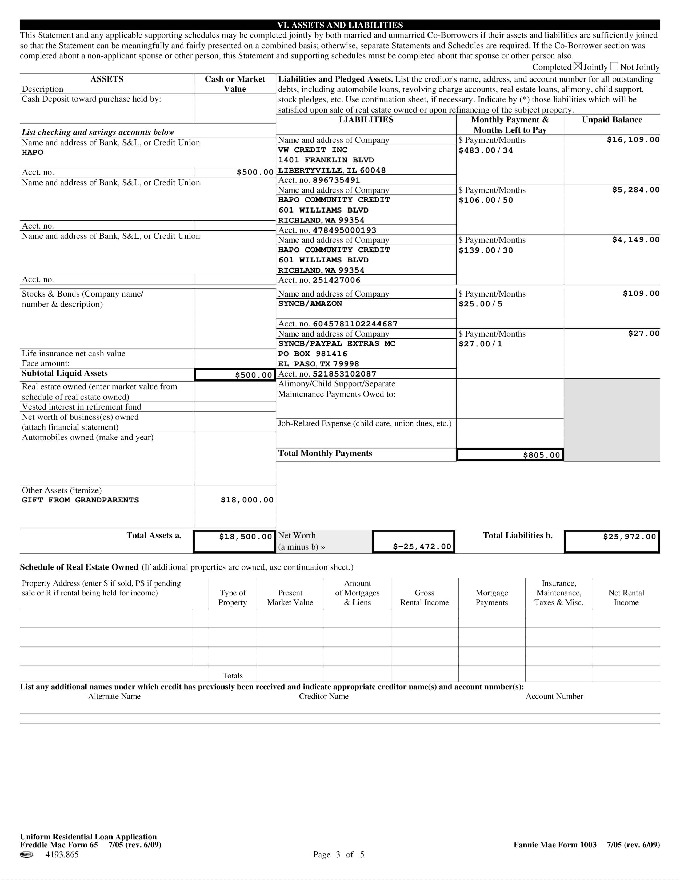 VI. ASSETS AND LIABILITIES
This Statement and any applicable supporting schedules may be completed jointly by both married and unmarried Co-Borrowers if their assets and liabilities are sufficiently joined
so that the Statement can be meaningfully and fairly presented on a combined basis; otherwise, separate Statements and Schedules are required. If the Co-Borrower section was
completed about a non-applicant spouse or other person, this Statement and supporting schedules must be completed about that spouse or other person also.
Completed ☒ Jointly ☐ Not Jointly
ASSETS
Description
Cash or Market
Value
Cash Deposit toward purchase held by:
List checking and savings accounts below
Name and address of Bank, S&L, or Credit Union
HAPO
Acct. no. $500.00
Name and address of Bank, S&L, or Credit Union
Acct. no.
Name and address of Bank, S&L, or Credit Union
Acct. no.
Stocks & Bonds (Company name/
number & description)
Life insurance net cash value
Face amount:
Subtotal Liquid Assets $500.00
Real estate owned (enter market value from
schedule of real estate owned)
Vested interest in retirement fund
Net worth of business(es) owned
(attach financial statement)
Automobiles owned (make and year)
Other Assets (itemize)
GIFT FROM GRANDPARENTS $18,000.00
Total Assets a. $18,500.00
Liabilities and Pledged Assets. List the creditor's name, address, and account number for all outstanding
debts, including automobile loans, revolving charge accounts, real estate loans, alimony, child support,
stock pledges, etc. Use continuation sheet, if necessary. Indicate by (*) those liabilities which will be
satisfied upon sale of real estate owned or upon refinancing of the subject property.
LIABILITIES
Monthly Payment &
Months Left to Pay
Unpaid Balance
Name and address of Company $ Payment/Months $16,109.00
VW CREDIT INC $483.00/34
1401 FRANKLIN BLVD
LIBERTYVILLE, IL 60048
Acct. no. 896735491
Name and address of Company $ Payment/Months $5,284.00
HAPO COMMUNITY CREDIT $106.00/50
601 WILLIAMS BLVD
RICHLAND, WA 99354
Acct. no. 478495000193
Name and address of Company $ Payment/Months $4,149.00
HAPO COMMUNITY CREDIT $139.00/30
601 WILLIAMS BLVD
RICHLAND, WA 99354
Acct. no. 251427006
Name and address of Company $ Payment/Months $109.00
SYNCB/AMAZON $25.00/5
Acct. no. 6045781102244687
Name and address of Company $ Payment/Months $27.00
SYNCB/PAYPAL EXTRAS MC $27.00/1
PO BOX 981416
EL PASO, TX 79998
Acct. no. 521853102087
Alimony/Child Support/Separate
Maintenance Payments Owed to:
Job-Related Expense (child care, union dues, etc.)
Total Monthly Payments $805.00
Net Worth
(a minus b) » $-25,472.00
Total Liabilities b. $25,972.00
Schedule of Real Estate Owned (If additional properties are owned, use continuation sheet.)
Property Address (enter S if sold, PS if pending
sale or R if rental being held for income)
Type of
Property
Present
Market Value
Amount
of Mortgages
& Liens
Gross
Rental Income
Mortgage
Payments
Insurance,
Maintenance,
Taxes & Misc.
Net Rental
Income
Totals
List any additional names under which credit has previously been received and indicate appropriate creditor name(s) and account number(s):
Alternate Name Creditor Name Account Number
Uniform Residential Loan Application
Freddie Mac Form 65 7/05 (rev. 6/09) Fannie Mae Form 1003 7/05 (rev. 6/09)
4193.865 Page 3 of 5